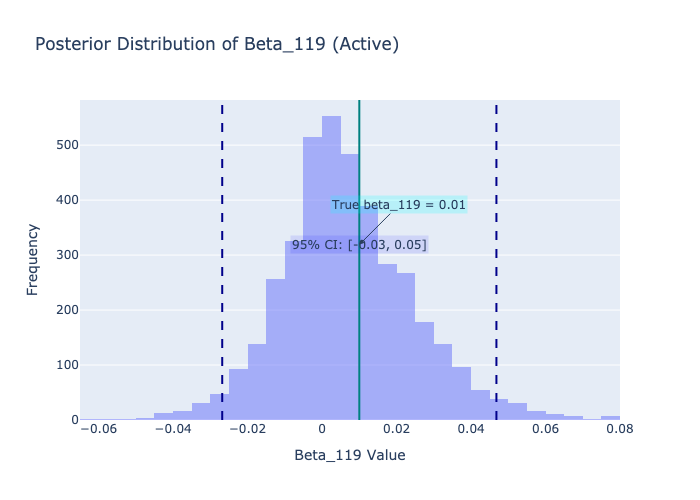 Posterior Distribution of Beta_119 (Active)
500
400
300
200
100
0
Frequency
True beta_119 = 0.01
95% CI: [-0.03, 0.05]
−0.06 −0.04 −0.02 0 0.02 0.04 0.06 0.08
Beta_119 Value